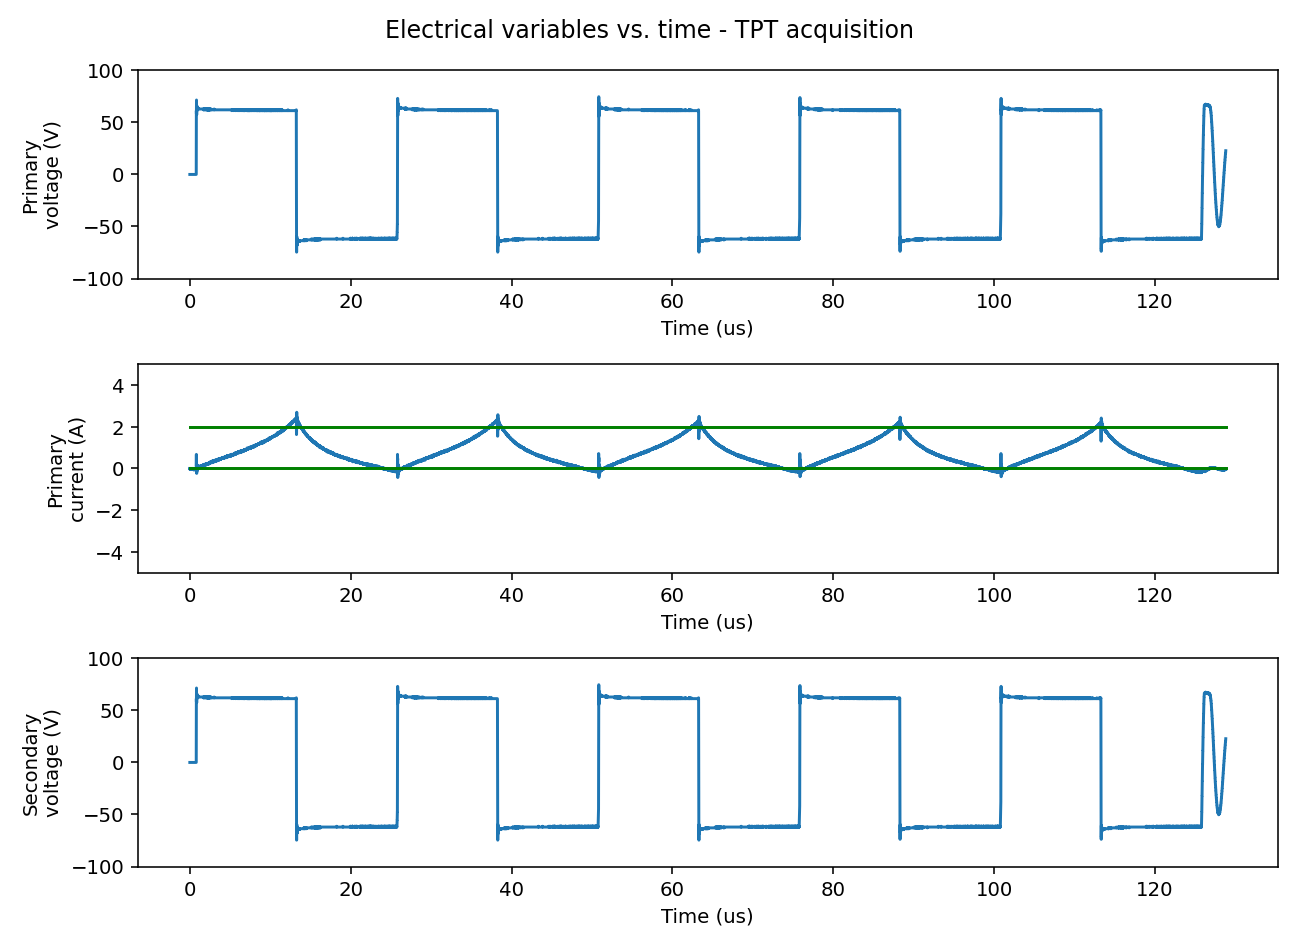 Electrical variables vs. time - TPT acquisition
Primary
voltage (V)
100
50
0
−50
−100
0 20 40 60 80 100 120
Time (us)
Primary
current (A)
4
2
0
−2
−4
0 20 40 60 80 100 120
Time (us)
Secondary
voltage (V)
100
50
0
−50
−100
0 20 40 60 80 100 120
Time (us)